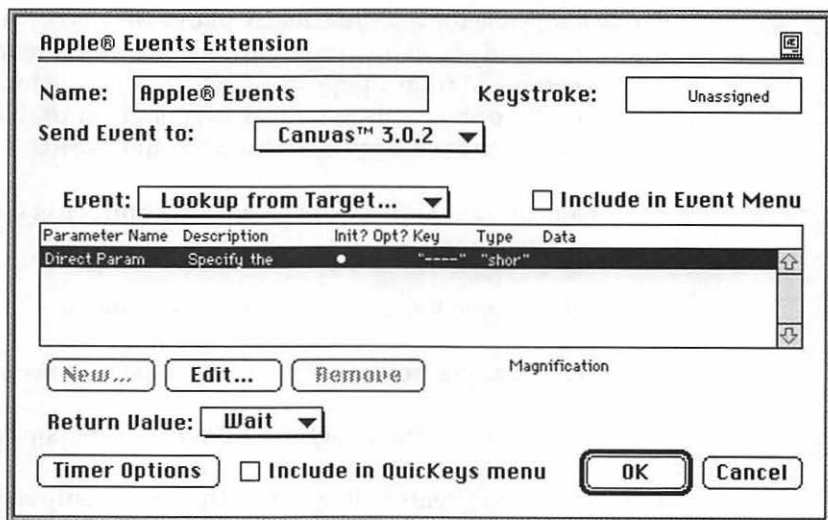 Apple® Events Extension
Name: Apple® Events Keystroke: Unassigned
Send Event to: Canvas™ 3.0.2
Event: Lookup from Target... Include in Event Menu
Parameter Name Description Init? Opt? Key Type Data
Direct Param Specify the ● "----" "shor"
New... Edit... Remove Magnification
Return Value: Wait
Timer Options Include in QuicKeys menu OK Cancel